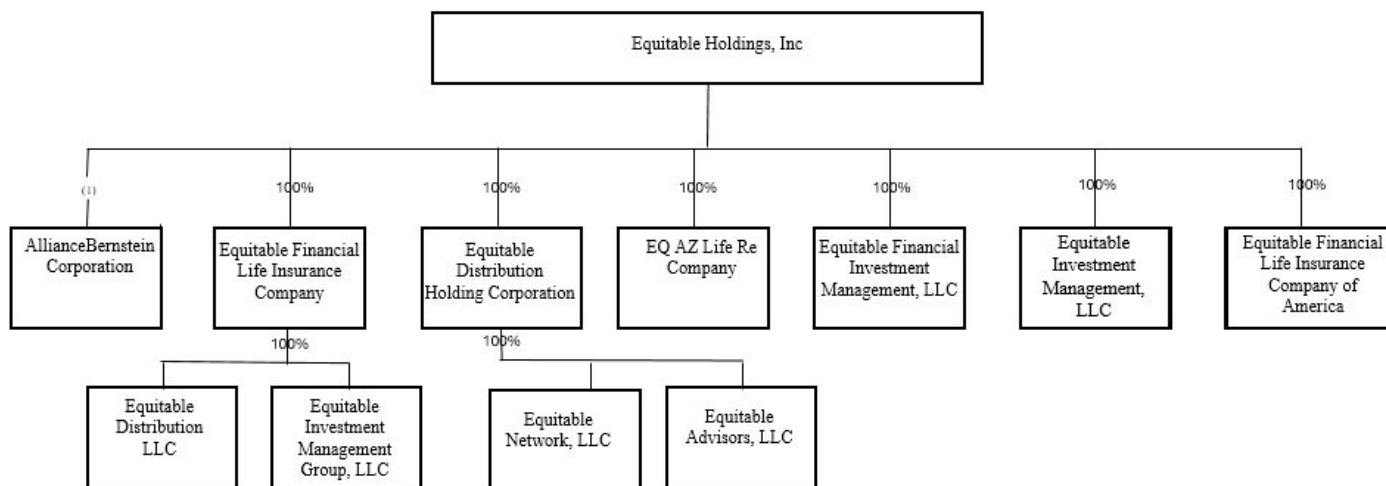 Equitable Holdings, Inc
(1)
100%
100%
100%
100%
100%
100%
AllianceBernstein
Corporation
Equitable Financial
Life Insurance
Company
Equitable
Distribution
Holding Corporation
EQ AZ Life Re
Company
Equitable Financial
Investment
Management, LLC
Equitable
Investment
Management,
LLC
Equitable Financial
Life Insurance
Company of
America
100%
100%
Equitable
Distribution
LLC
Equitable
Investment
Management
Group, LLC
Equitable
Network, LLC
Equitable
Advisors, LLC